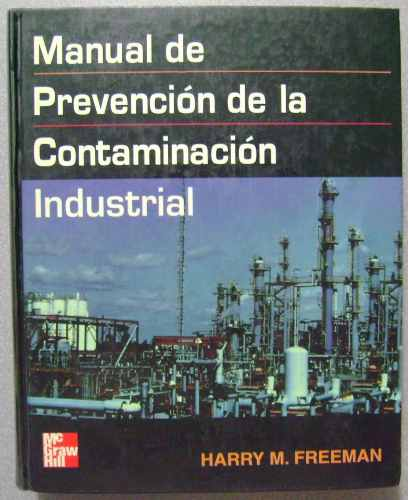 Manual de
Prevención de la
Contaminación
Industrial
Mc
Graw
Hill
HARRY M. FREEMAN